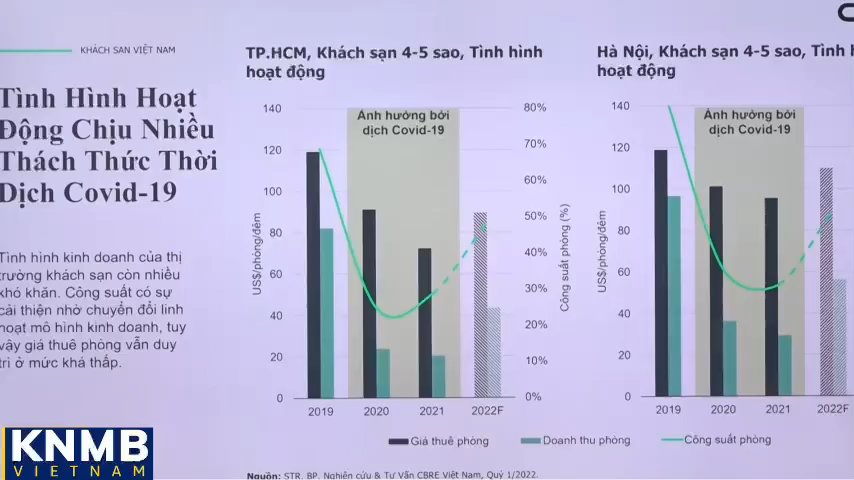 KHÁCH SẠN VIỆT NAM
Tình Hình Hoạt
Động Chịu Nhiều
Thách Thức Thời
Dịch Covid-19
Tình hình kinh doanh của thị
trường khách sạn còn nhiều
khó khăn. Công suất có sự
cải thiện nhờ chuyển đổi linh
hoạt mô hình kinh doanh, tuy
vậy giá thuê phòng vẫn duy
trì ở mức khá thấp.
TP.HCM, Khách sạn 4-5 sao, Tình hình
hoạt động
Ảnh hưởng bởi
dịch Covid-19
140
120
100
80
60
40
20
0
US$/phòng/đêm
80%
70%
60%
50%
40%
30%
20%
10%
0%
Công suất phòng (%)
2019 2020 2021 2022F
Hà Nội, Khách sạn 4-5 sao, Tình
hoạt động
Ảnh hưởng bởi
dịch Covid-19
140
120
100
80
60
40
20
0
US$/phòng/đêm
2019 2020 2021 2022F
Giá thuê phòng Doanh thu phòng Công suất phòng
Nguồn: STR, BP. Nghiên cứu & Tư Vấn CBRE Việt Nam, Quý 1/2022.
KNMB
VIETNAM